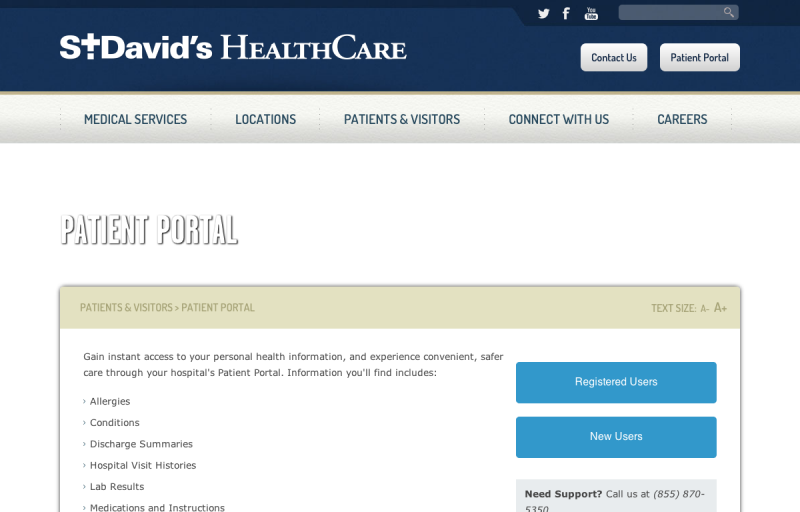 You Tube
St David's HEALTHCARE
Contact Us
Patient Portal
MEDICAL SERVICES
LOCATIONS
PATIENTS & VISITORS
CONNECT WITH US
CAREERS
PATIENT PORTAL
PATIENTS & VISITORS > PATIENT PORTAL
TEXT SIZE: A- A+
Gain instant access to your personal health information, and experience convenient, safer
care through your hospital's Patient Portal. Information you'll find includes:
› Allergies
› Conditions
› Discharge Summaries
› Hospital Visit Histories
› Lab Results
› Medications and Instructions
Registered Users
New Users
Need Support? Call us at (855) 870-
5350